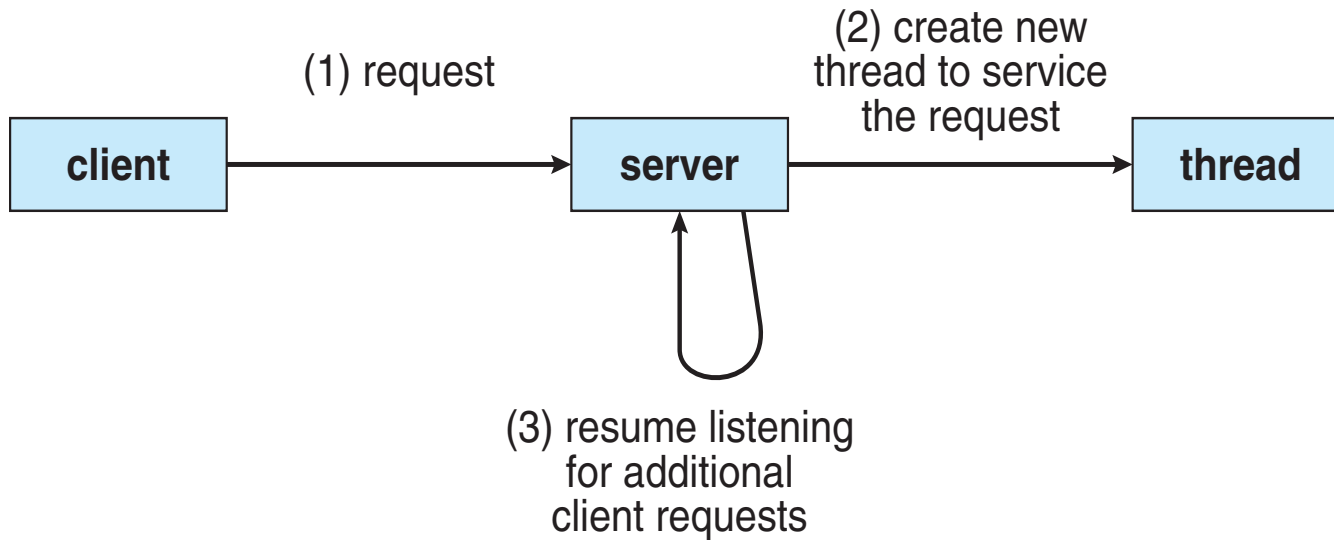 (1) request
(2) create new
thread to service
the request
client
server
thread
(3) resume listening
for additional
client requests